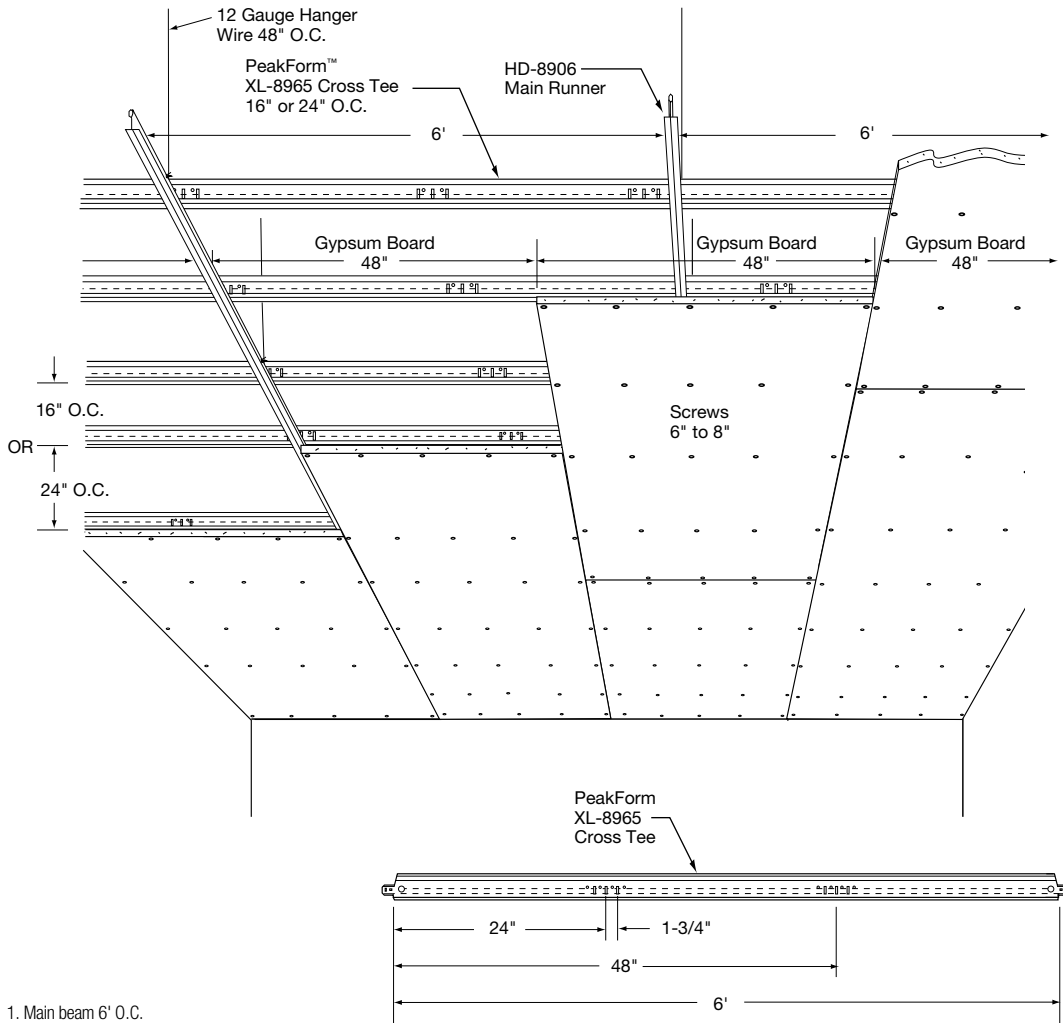 12 Gauge Hanger
Wire 48" O.C.
PeakForm™
XL-8965 Cross Tee
16" or 24" O.C.
HD-8906
Main Runner
6'
6'
Gypsum Board
48"
Gypsum Board
48"
Gypsum Board
48"
16" O.C.
OR
24" O.C.
Screws
6" to 8"
PeakForm
XL-8965
Cross Tee
24"
1-3/4"
48"
6'
1. Main beam 6' O.C.